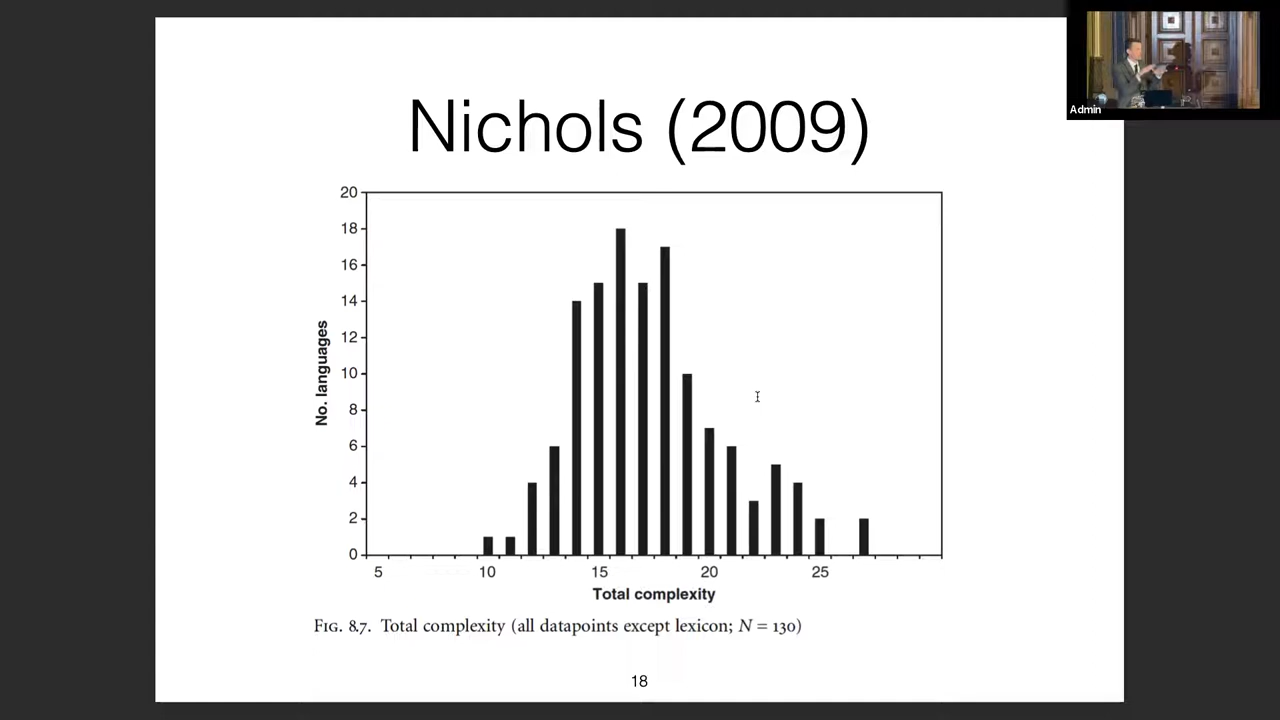 Admin
Nichols (2009)
20
18
16
14
12
10
8
6
4
2
0
No. languages
5 10 15 20 25
Total complexity
FIG. 8.7. Total complexity (all datapoints except lexicon; N = 130)
18